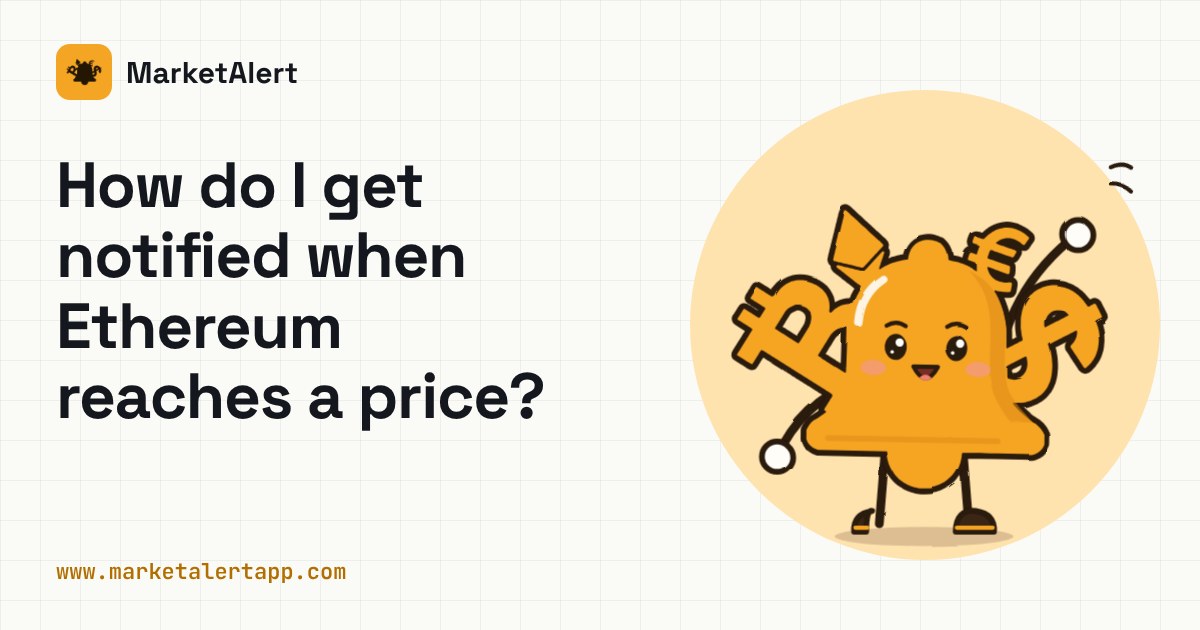 MarketAlert
How do I get
notified when
Ethereum
reaches a price?
www.marketalertapp.com